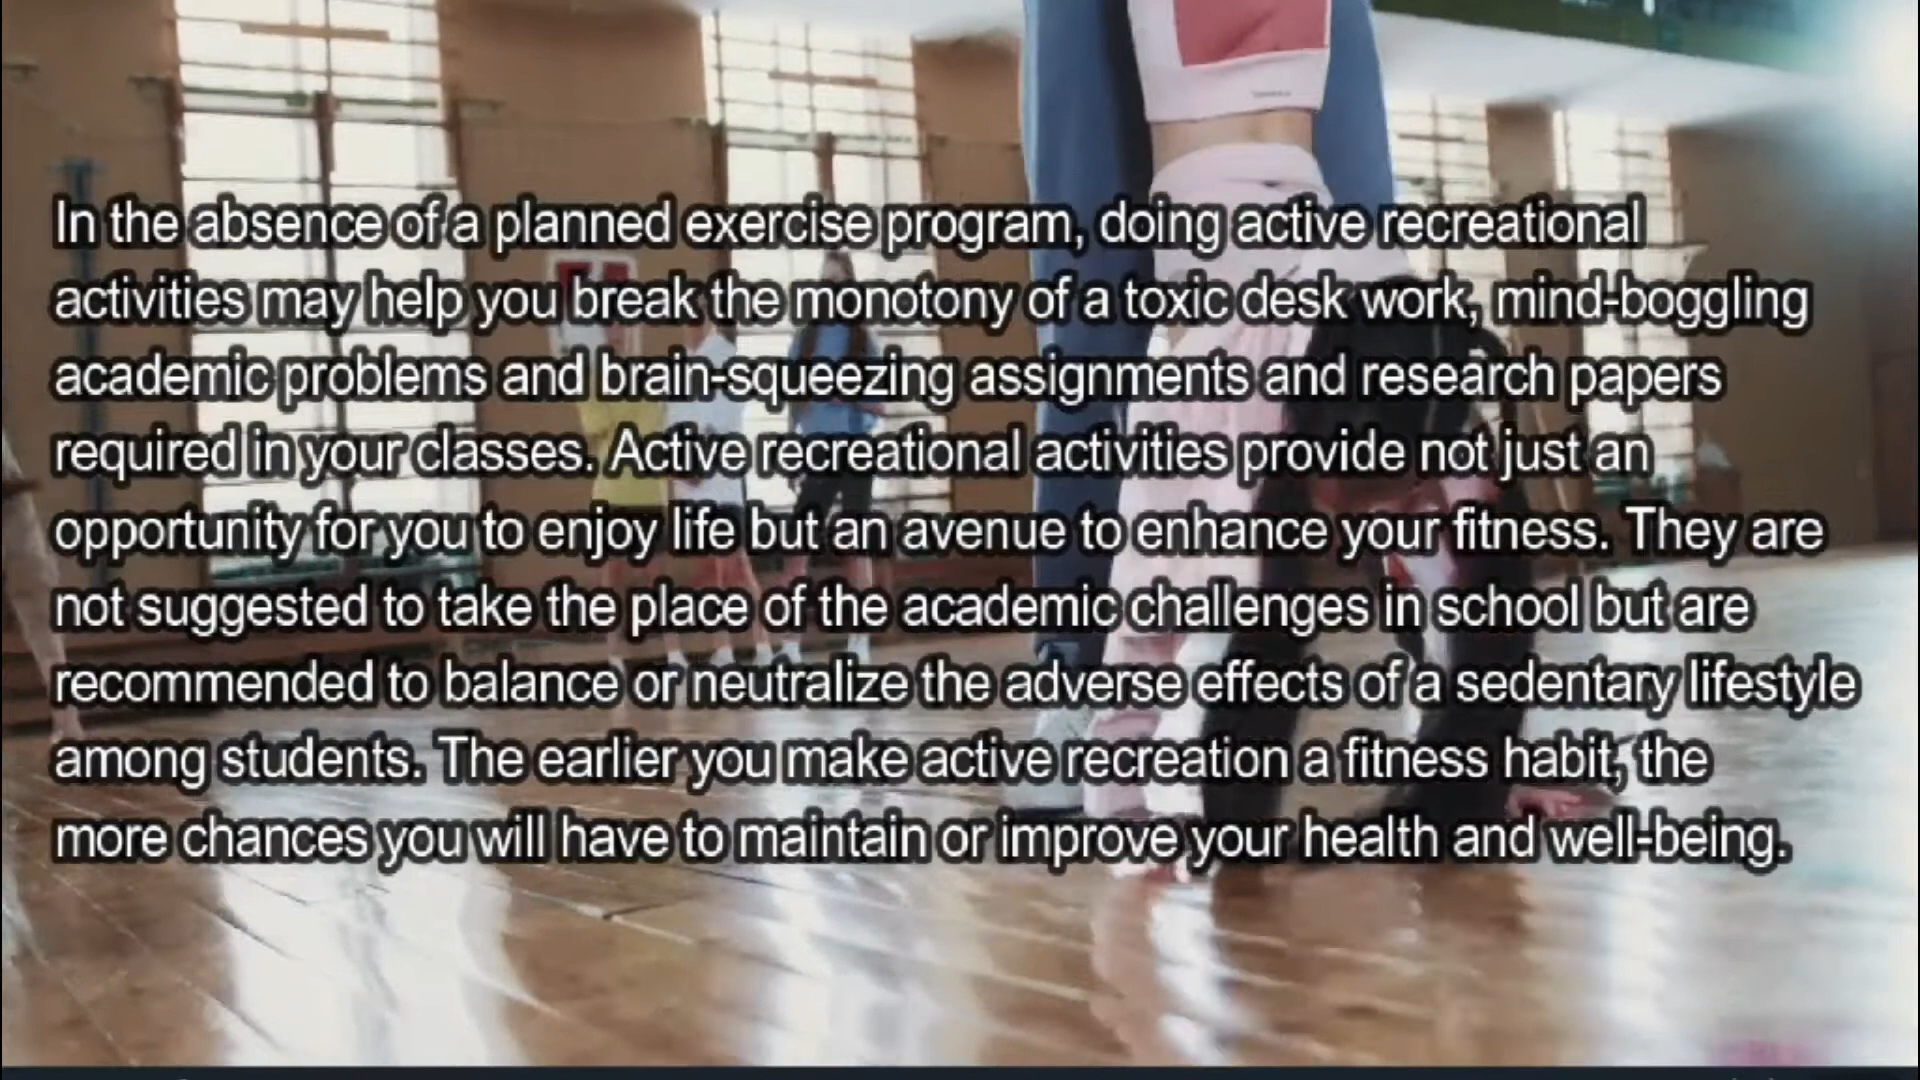 In the absence of a planned exercise program, doing active recreational
activities may help you break the monotony of a toxic desk work, mind-boggling
academic problems and brain-squeezing assignments and research papers
required in your classes. Active recreational activities provide not just an
opportunity for you to enjoy life but an avenue to enhance your fitness. They are
not suggested to take the place of the academic challenges in school but are
recommended to balance or neutralize the adverse effects of a sedentary lifestyle
among students. The earlier you make active recreation a fitness habit, the
more chances you will have to maintain or improve your health and well-being.